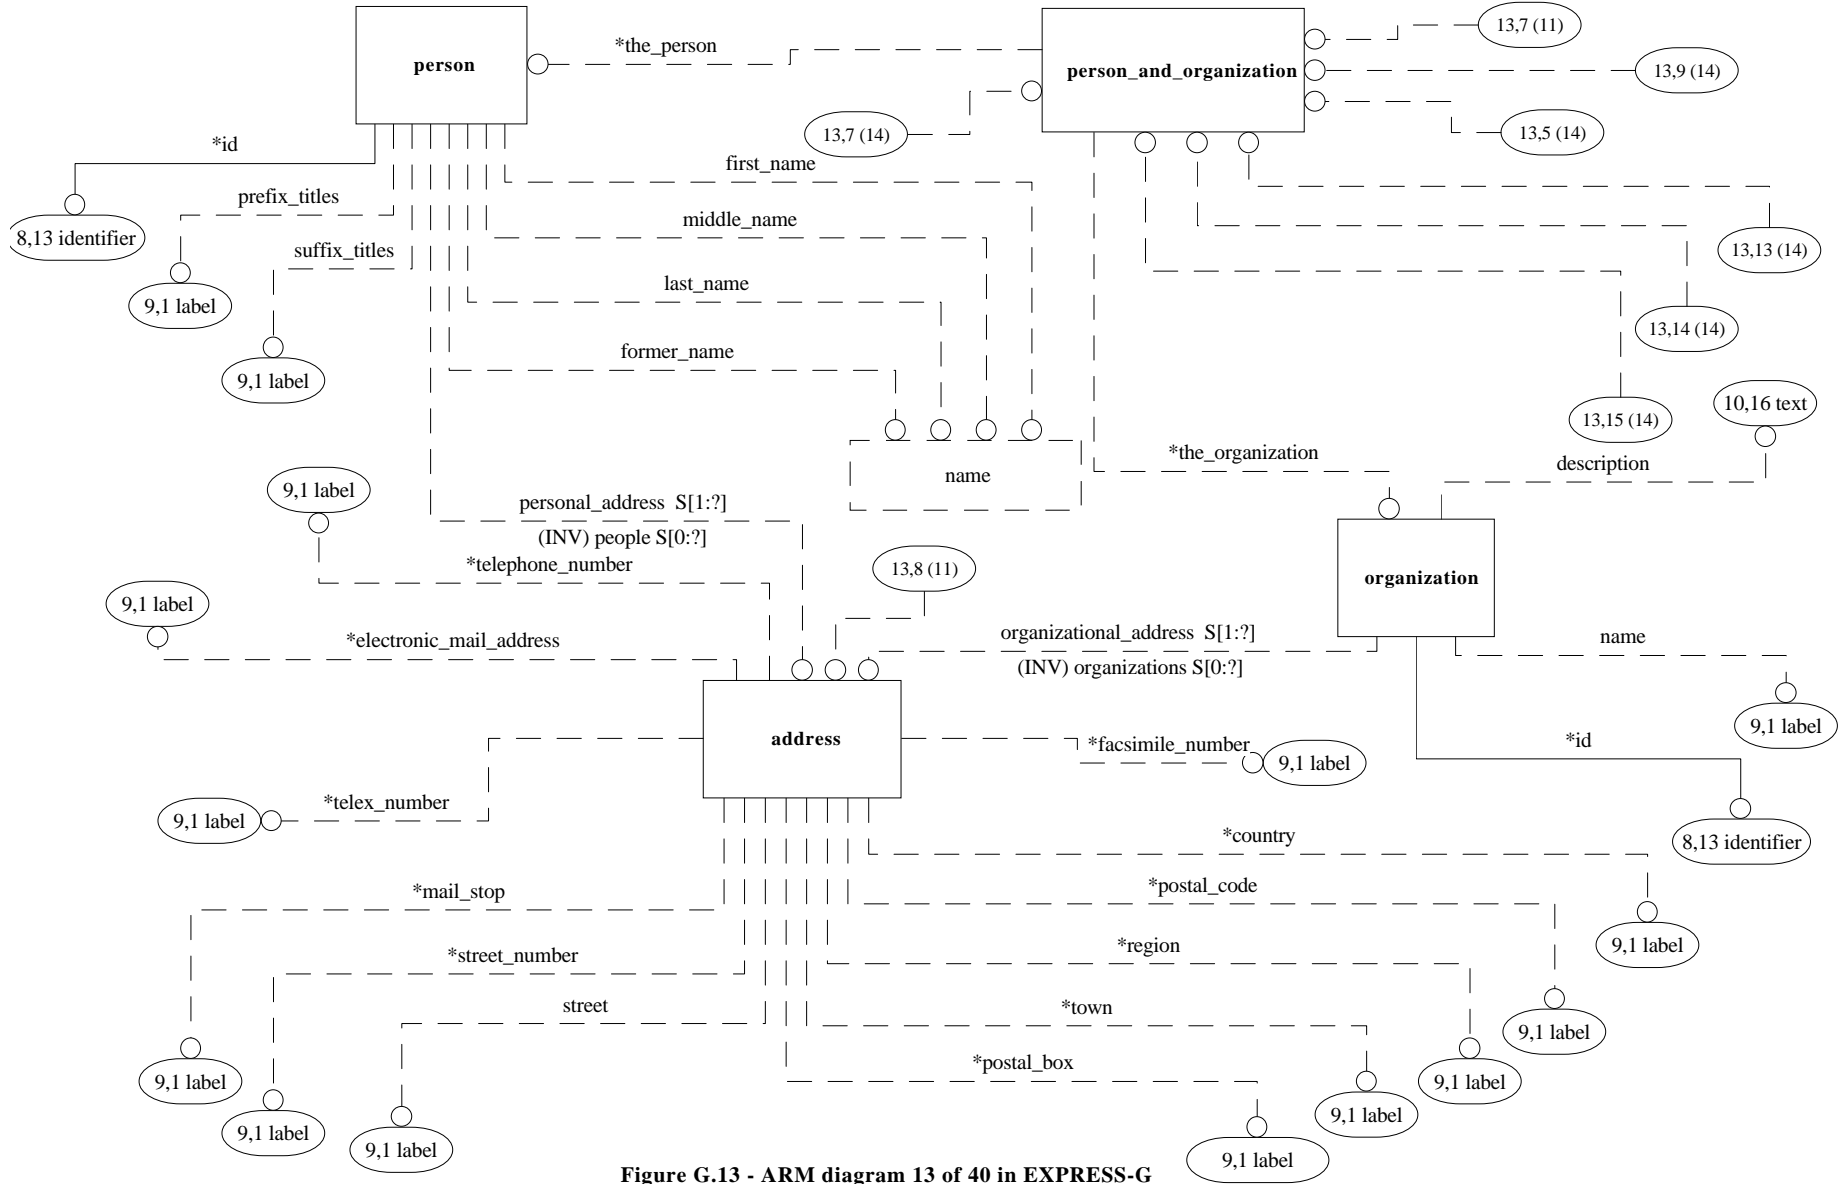 13,7 (11)
*the_person
person
person_and_organization
13,9 (14)
13,7 (14)
13,5 (14)
*id
first_name
prefix_titles
middle_name
8,13 identifier
suffix_titles
13,13 (14)
last_name
9,1 label
13,14 (14)
former_name
9,1 label
10,16 text
13,15 (14)
*the_organization
description
name
9,1 label
personal_address S[1:?]
(INV) people S[0:?]
*telephone_number
13,8 (11)
organization
9,1 label
*electronic_mail_address
organizational_address S[1:?]
name
(INV) organizations S[0:?]
9,1 label
address
*facsimile_number
*id
9,1 label
*telex_number
9,1 label
*country
8,13 identifier
*mail_stop
*postal_code
9,1 label
*street_number
*region
street
*town
9,1 label
*postal_box
9,1 label
9,1 label
9,1 label
9,1 label
9,1 label
9,1 label
Figure G.13 - ARM diagram 13 of 40 in EXPRESS-G